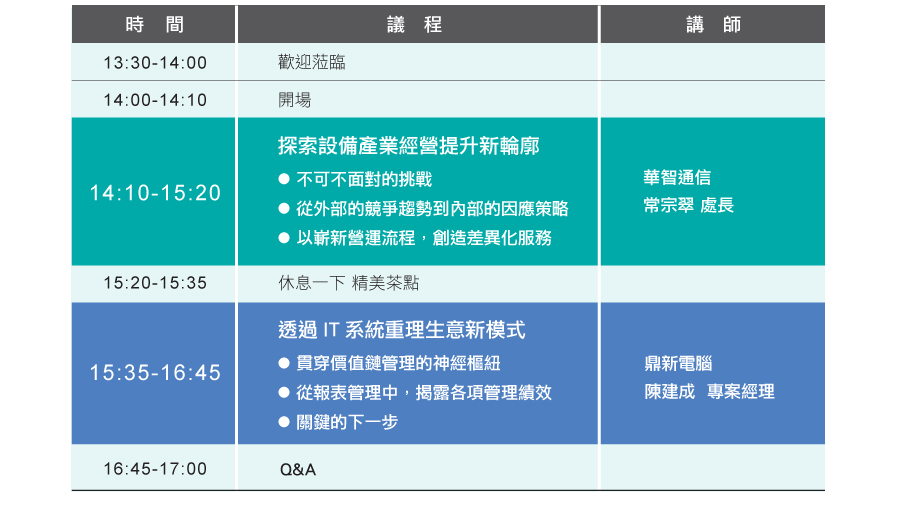 時 間 議 程 講 師
13:30-14:00 歡迎蒞臨
14:00-14:10 開場
14:10-15:20
探索設備產業經營提升新輪廓
● 不可不面對的挑戰
● 從外部的競爭趨勢到內部的因應策略
● 以嶄新營運流程，創造差異化服務
華智通信
常宗翠 處長
15:20-15:35 休息一下 精美茶點
15:35-16:45
透過 IT 系統重理生意新模式
● 貫穿價值鏈管理的神經樞紐
● 從報表管理中，揭露各項管理績效
● 關鍵的下一步
鼎新電腦
陳建成 專案經理
16:45-17:00 Q&A